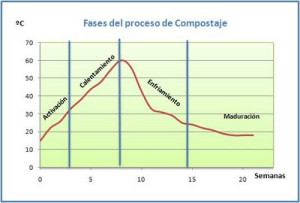 ºC
Fases del proceso de Compostaje
70
60
50
40
30
20
10
0
Activación
Calentamiento
Enfriamiento
Maduración
0 5 10 15 20
Semanas